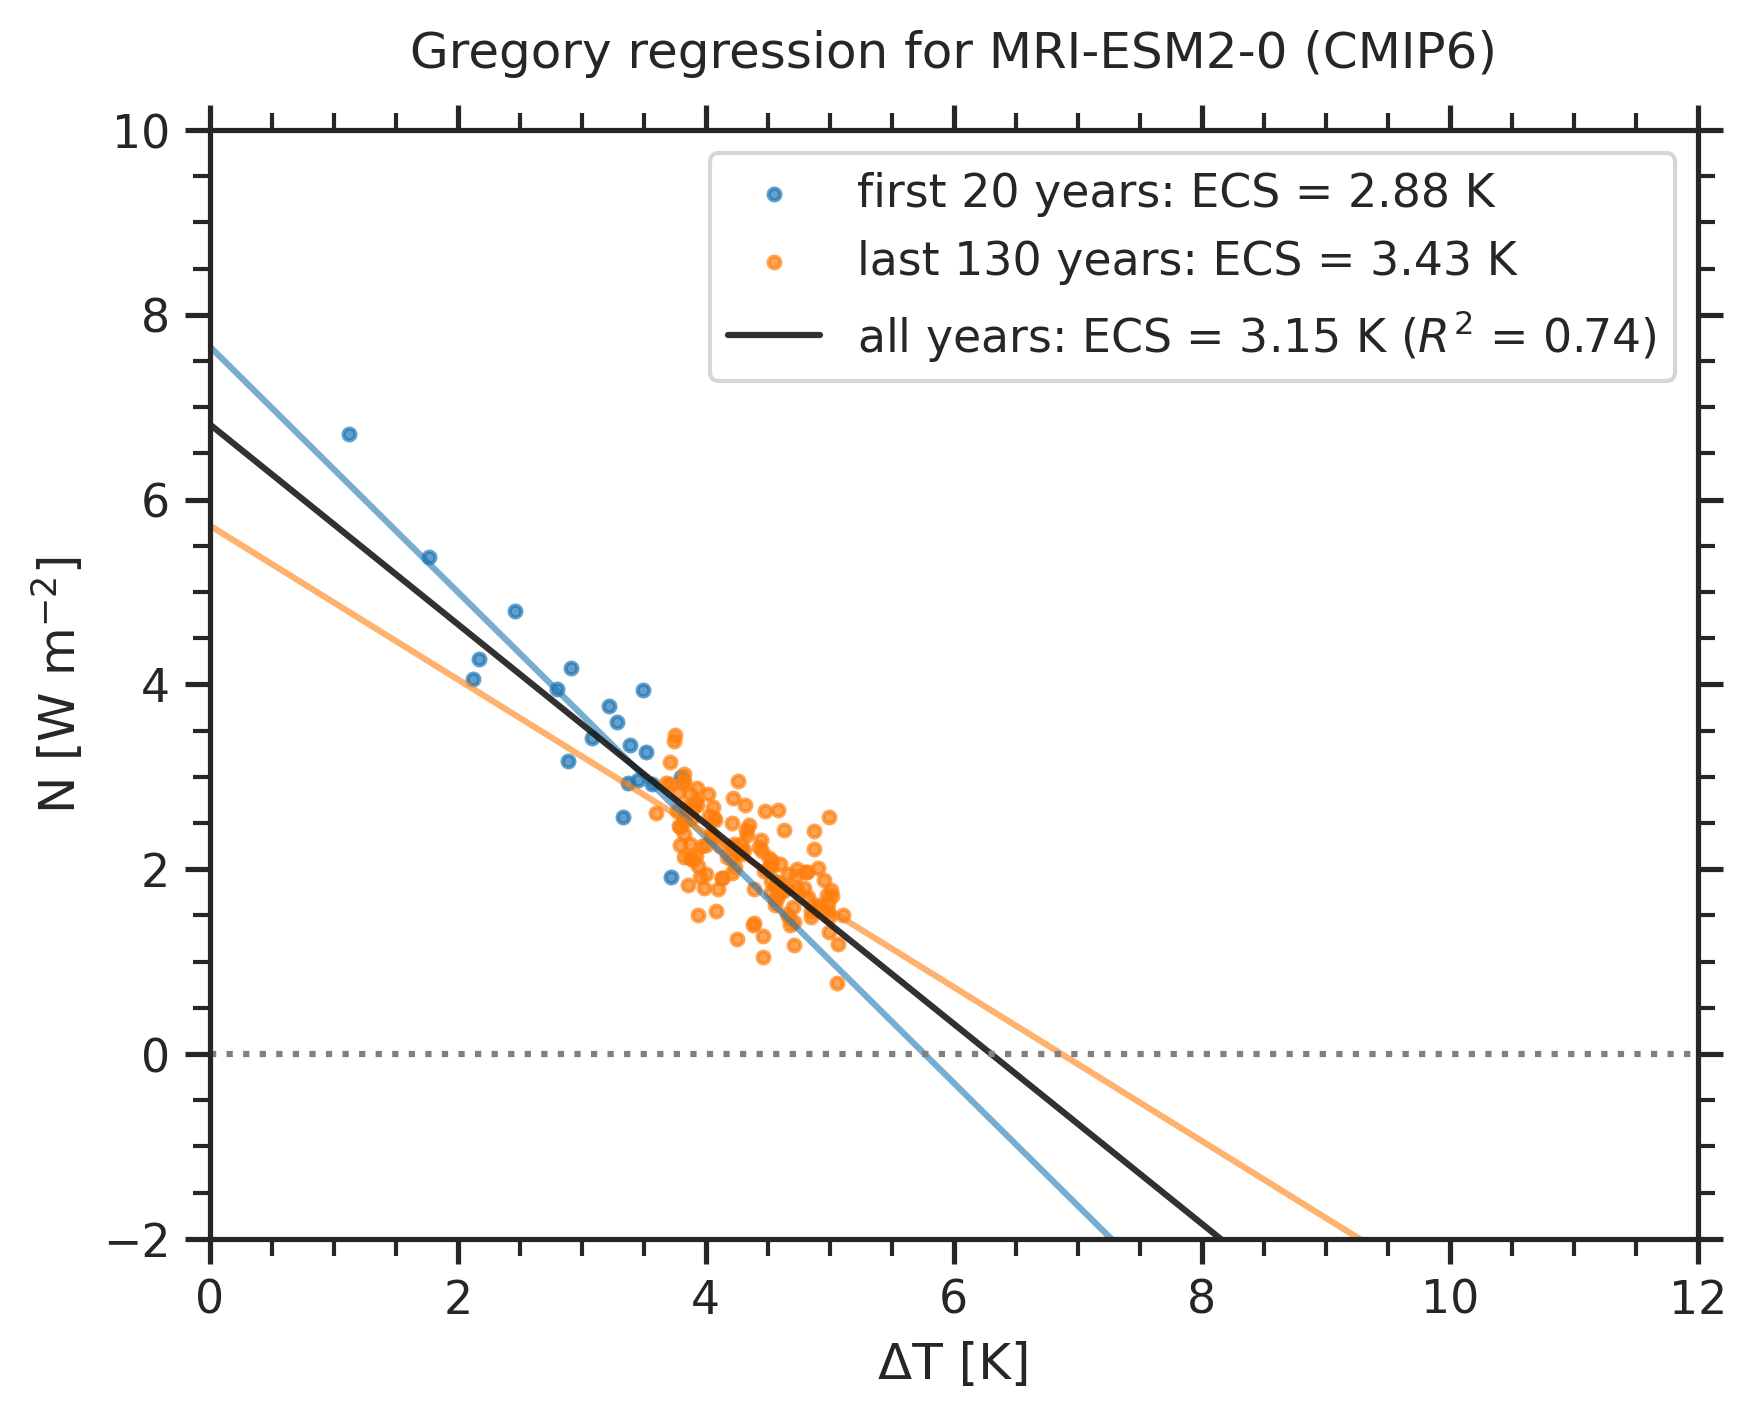 Gregory regression for MRI-ESM2-0 (CMIP6)
first 20 years: ECS = 2.88 K
last 130 years: ECS = 3.43 K
all years: ECS = 3.15 K (R² = 0.74)
N [W m⁻²]
10
8
6
4
2
0
−2
0 2 4 6 8 10 12
ΔT [K]